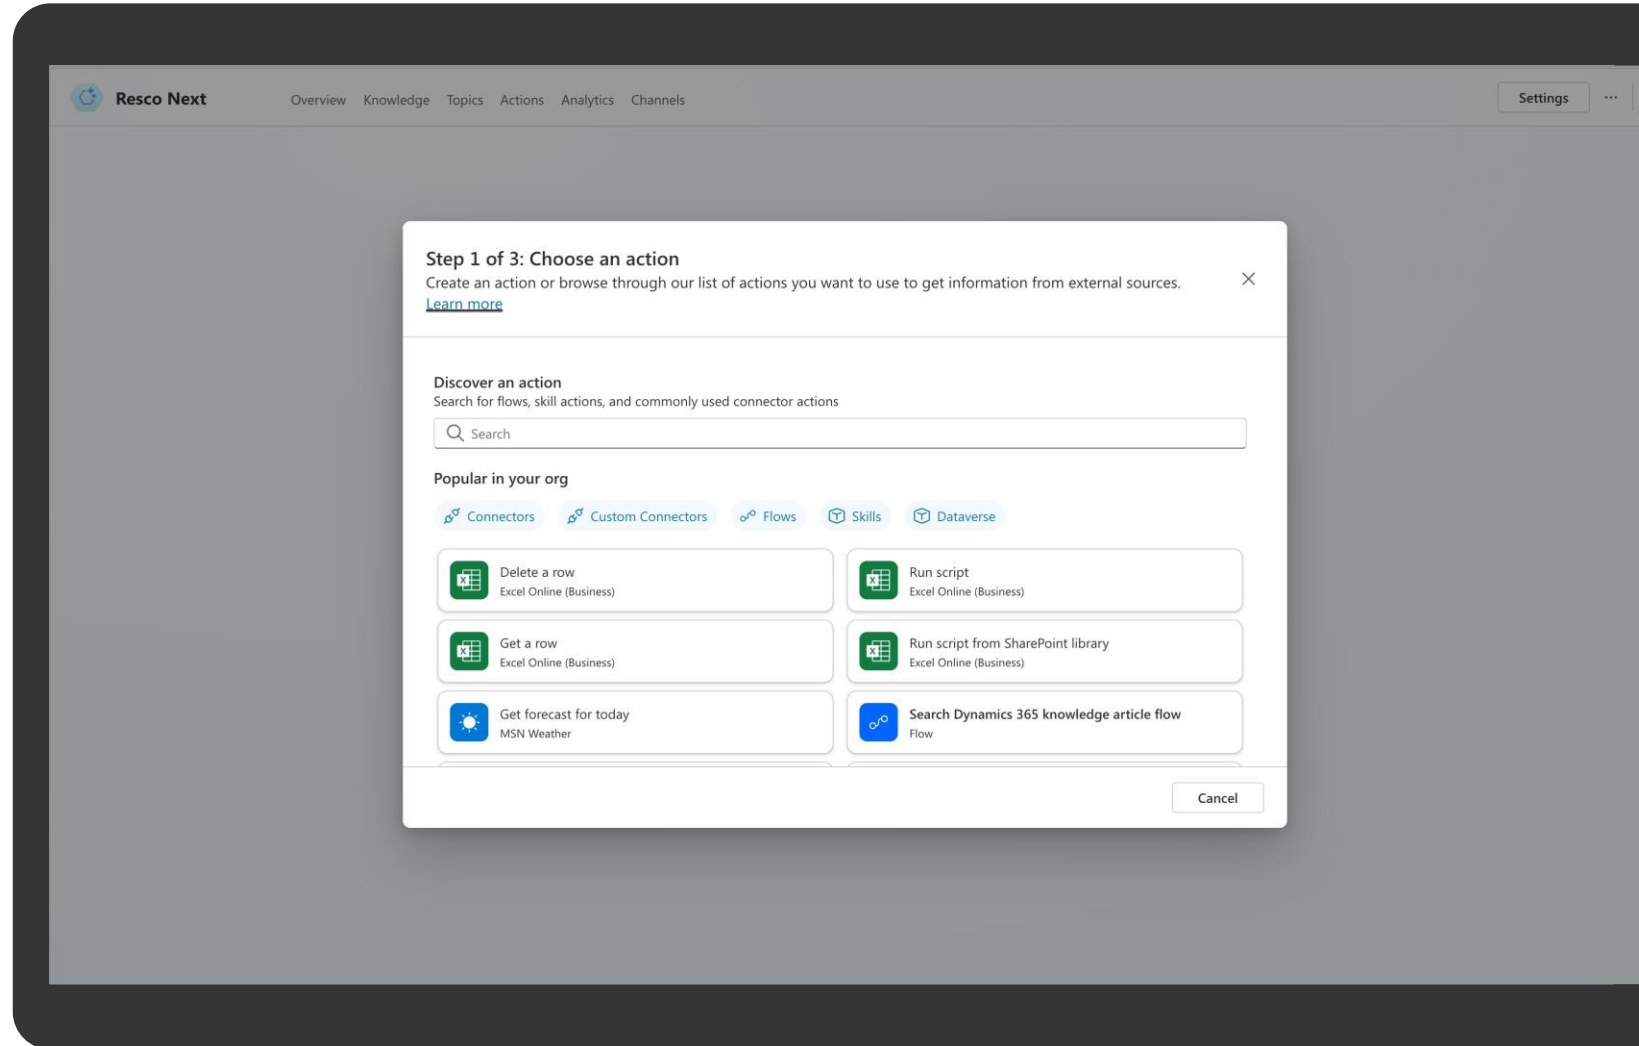 Resco Next
Overview Knowledge Topics Actions Analytics Channels
Settings ...
Step 1 of 3: Choose an action
Create an action or browse through our list of actions you want to use to get information from external sources.
Learn more
Discover an action
Search for flows, skill actions, and commonly used connector actions
Search
Popular in your org
Connectors Custom Connectors Flows Skills Dataverse
Delete a row
Excel Online (Business)
Run script
Excel Online (Business)
Get a row
Excel Online (Business)
Run script from SharePoint library
Excel Online (Business)
Get forecast for today
MSN Weather
Search Dynamics 365 knowledge article flow
Flow
Cancel